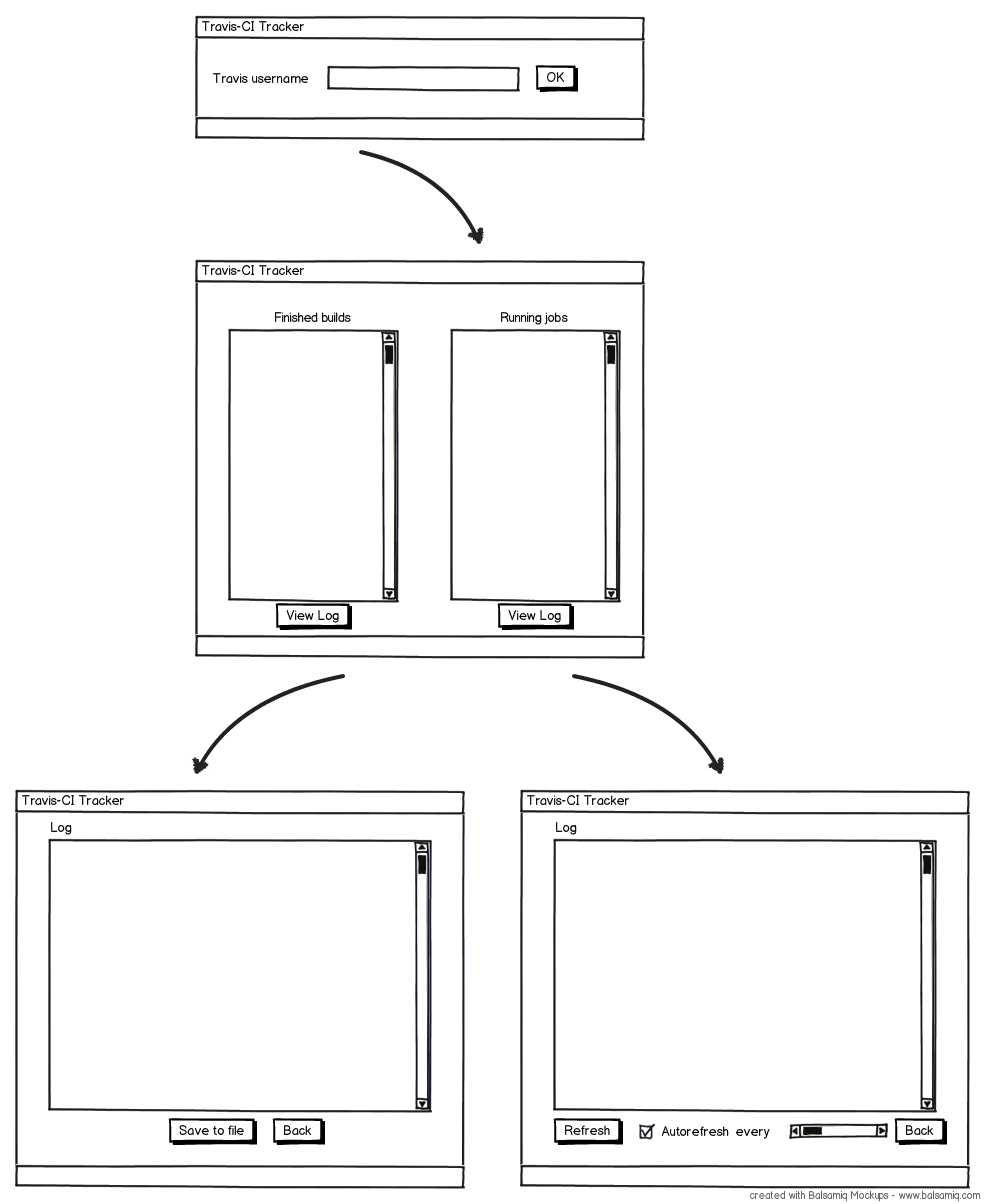 Travis-CI Tracker
Travis username
OK
Travis-CI Tracker
Finished builds
Running jobs
View Log
View Log
Travis-CI Tracker
Log
Save to file
Back
Travis-CI Tracker
Log
Refresh
Autorefresh every
Back
created with Balsamiq Mockups - www.balsamiq.com